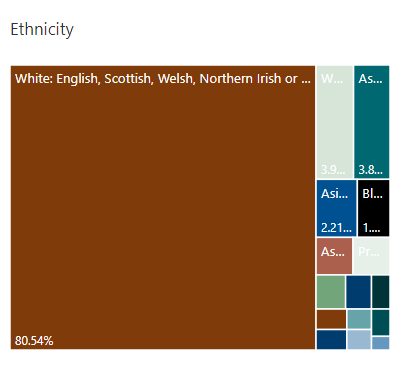 Ethnicity
White: English, Scottish, Welsh, Northern Irish or ...
W...
As...
3.9...
3.8...
80.54%
Asi...
Bl...
2.21...
1....
As...
Pr...